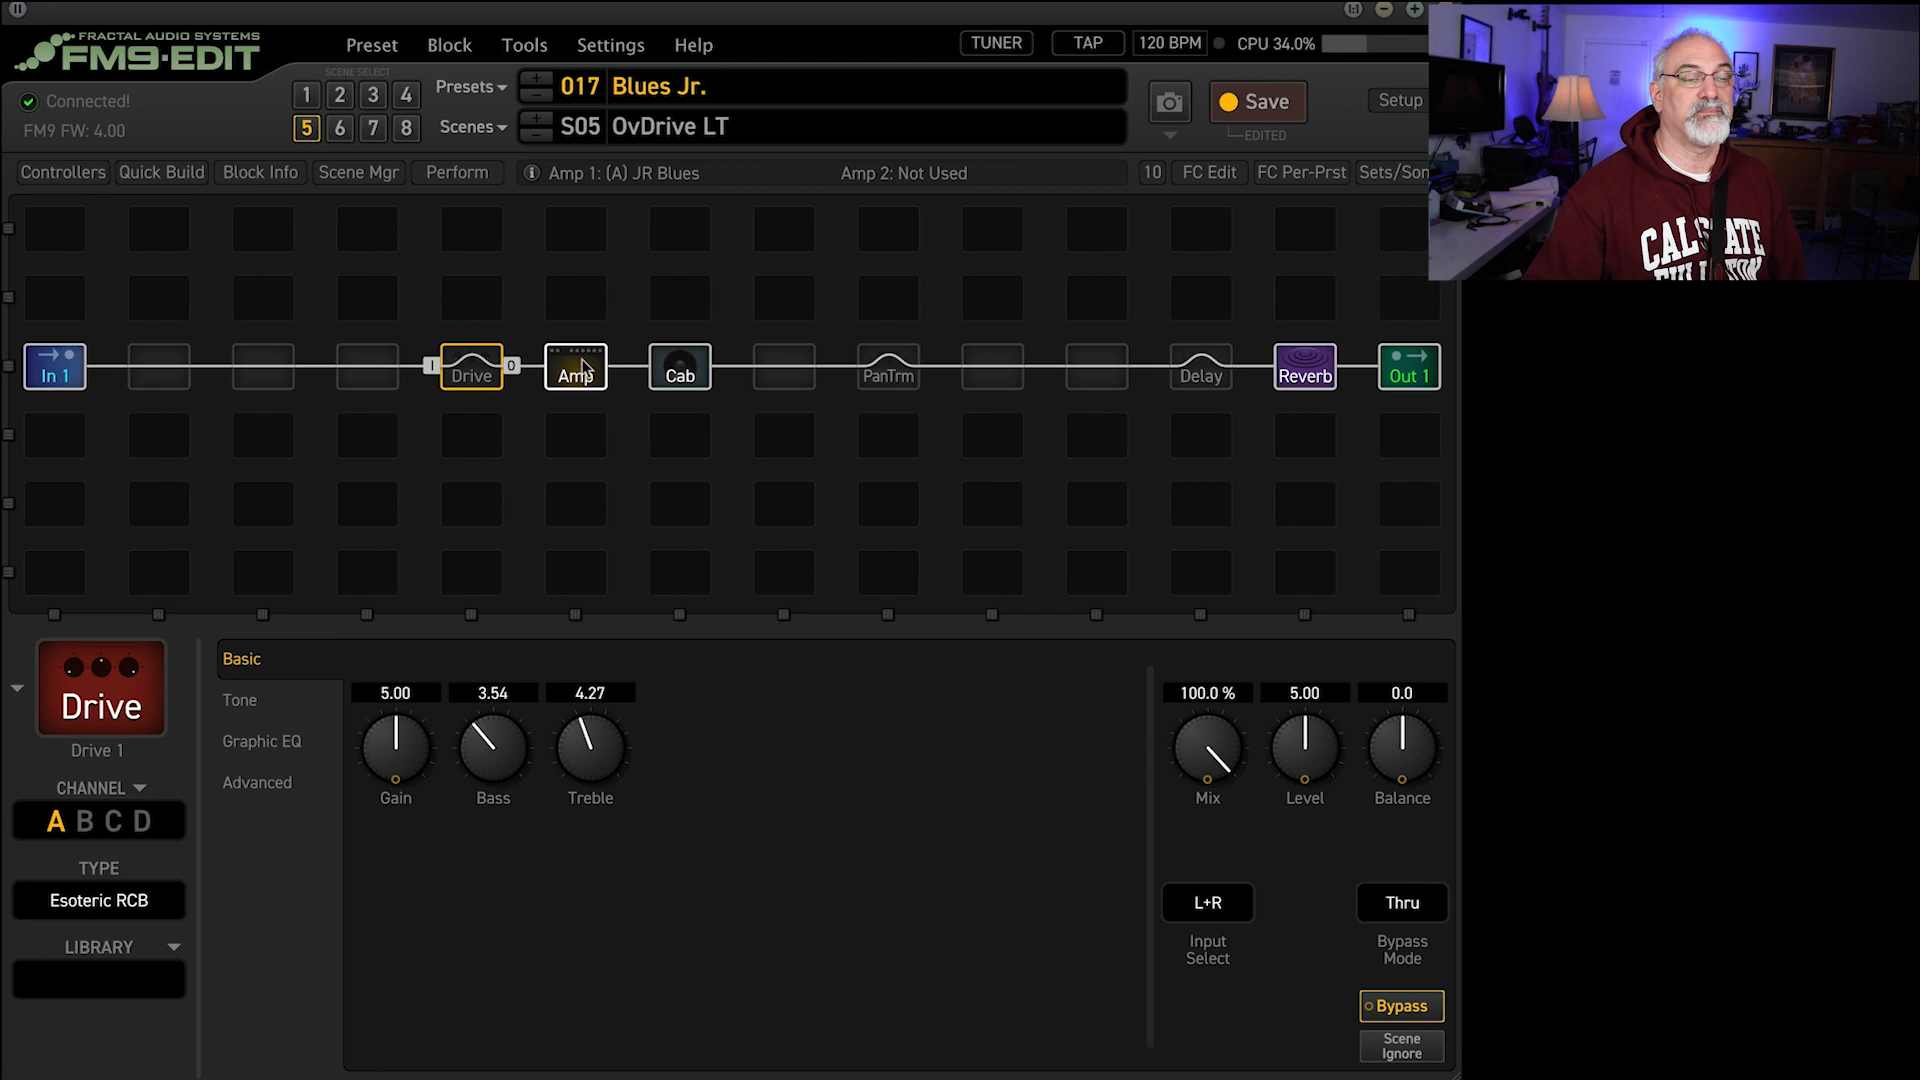 FRACTAL AUDIO SYSTEMS
FM9-EDIT
Preset Block Tools Settings Help
TUNER TAP 120 BPM CPU 34.0%
1:1
SCENE SELECT
1 2 3 4
5 6 7 8
Connected!
FM9 FW: 4.00
Presets 017 Blues Jr.
Scenes S05 OvDrive LT
Save
EDITED
Setup
Controllers Quick Build Block Info Scene Mgr Perform Amp 1: (A) JR Blues Amp 2: Not Used 10 FC Edit FC Per-Prst Sets/Son
In 1 I Drive O Amp Cab PanTrm Delay Reverb Out 1
Drive
Drive 1
CHANNEL
A B C D
TYPE
Esoteric RCB
LIBRARY
Basic
Tone
Graphic EQ
Advanced
5.00 3.54 4.27
Gain Bass Treble
100.0 % 5.00 0.0
Mix Level Balance
L+R
Input
Select
Thru
Bypass
Mode
Bypass
Scene
Ignore
CAL STATE